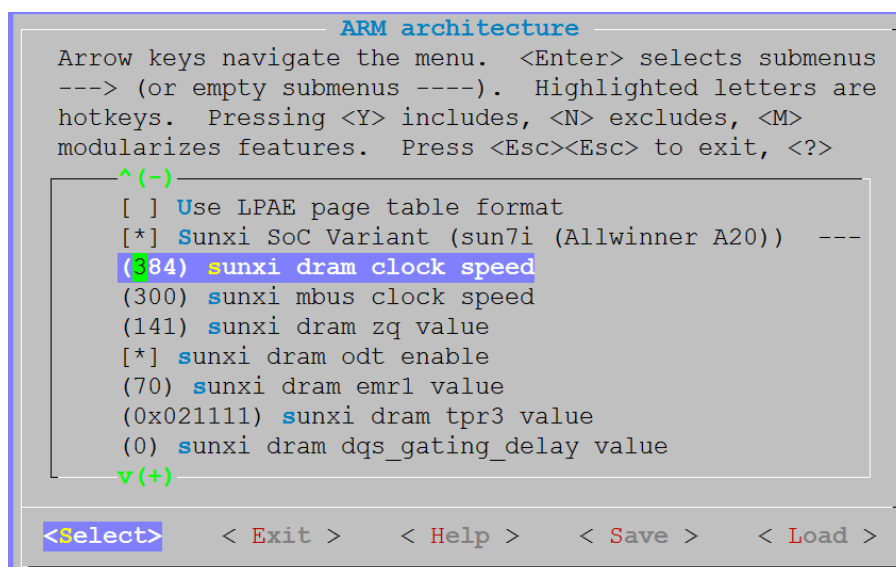 ARM architecture
Arrow keys navigate the menu.  <Enter> selects submenus
---> (or empty submenus ----).  Highlighted letters are
hotkeys.  Pressing <Y> includes, <N> excludes, <M>
modularizes features.  Press <Esc><Esc> to exit, <?>
^(-)
[ ] Use LPAE page table format
[*] Sunxi SoC Variant (sun7i (Allwinner A20))  ---
(384) sunxi dram clock speed
(300) sunxi mbus clock speed
(141) sunxi dram zq value
[*] sunxi dram odt enable
(70) sunxi dram emr1 value
(0x021111) sunxi dram tpr3 value
(0) sunxi dram dqs_gating_delay value
v(+)
<Select>    < Exit >    < Help >    < Save >    < Load >